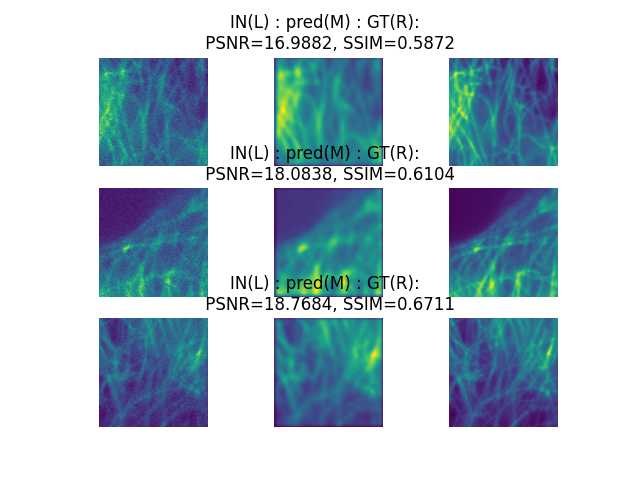 IN(L) : pred(M) : GT(R):
PSNR=16.9882, SSIM=0.5872
IN(L) : pred(M) : GT(R):
PSNR=18.0838, SSIM=0.6104
IN(L) : pred(M) : GT(R):
PSNR=18.7684, SSIM=0.6711